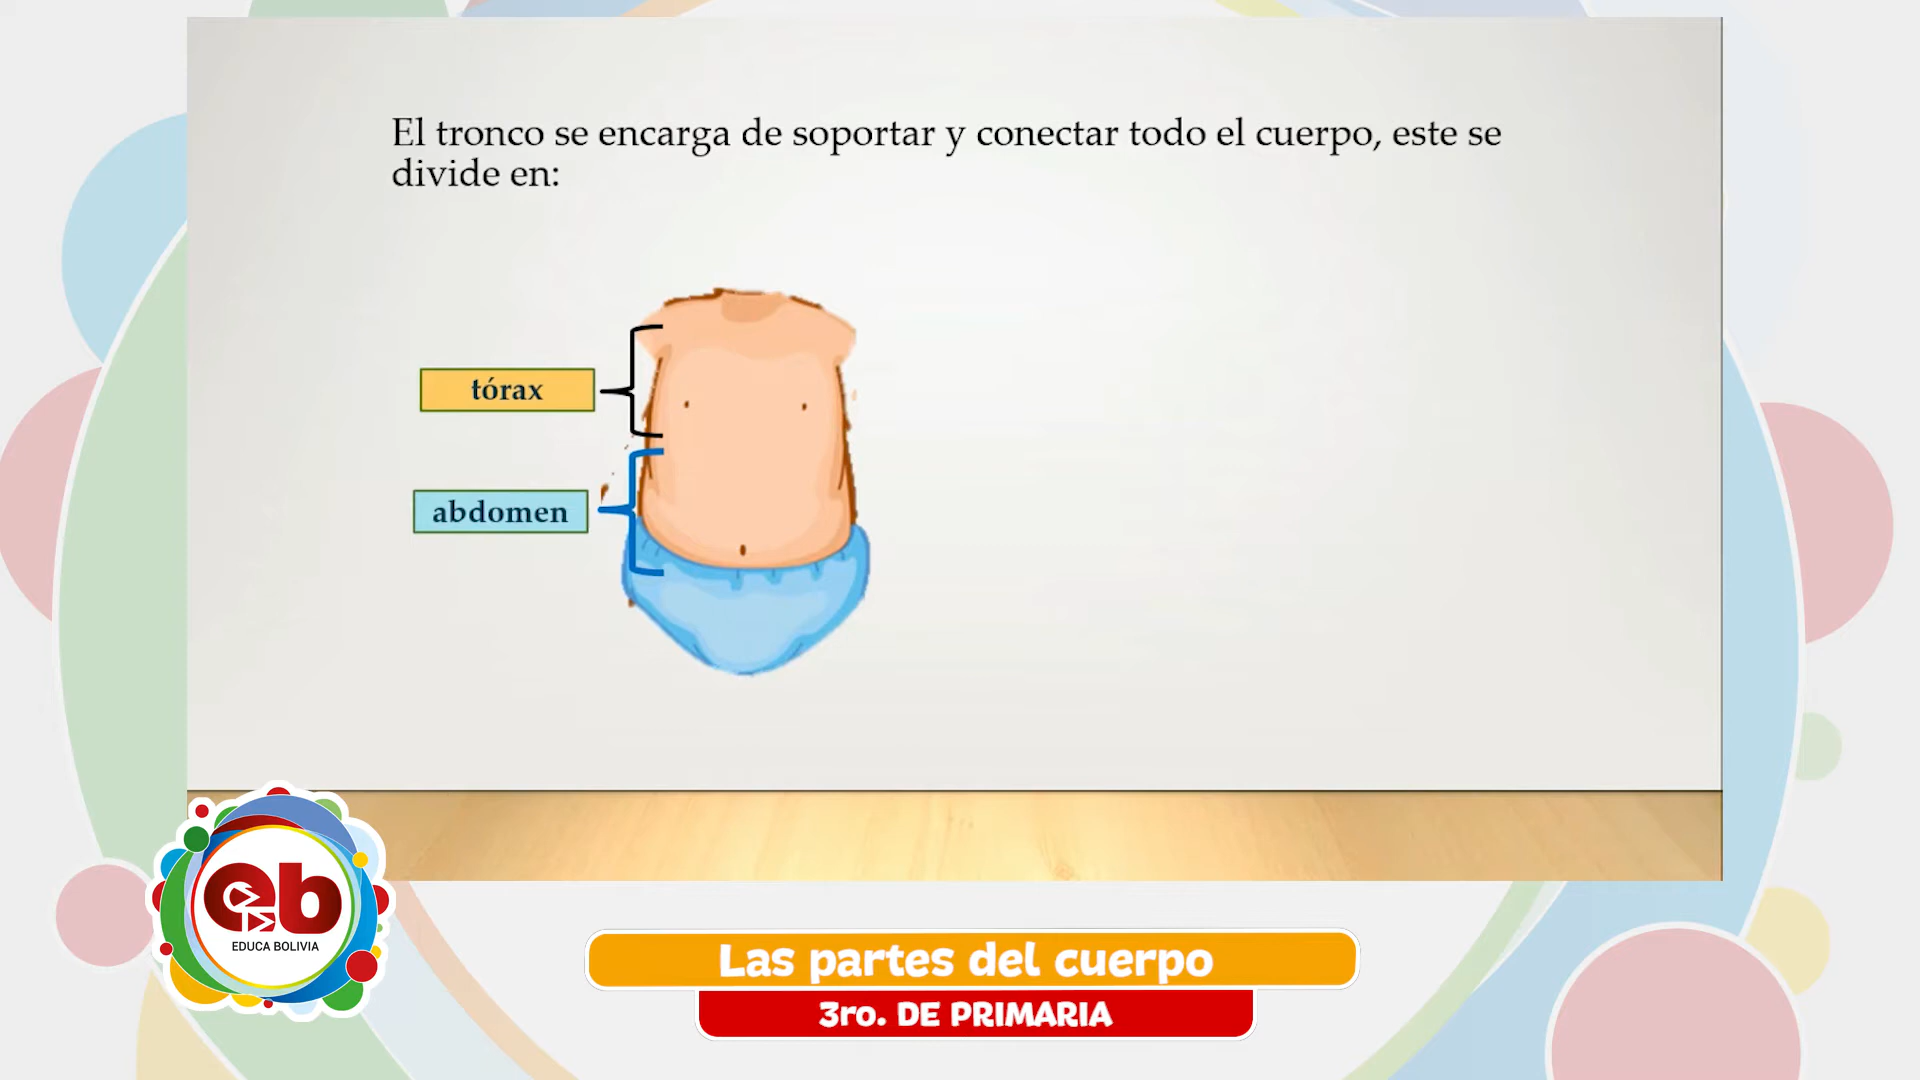 El tronco se encarga de soportar y conectar todo el cuerpo, este se
divide en:
tórax
abdomen
eb
EDUCA BOLIVIA
Las partes del cuerpo
3ro. DE PRIMARIA